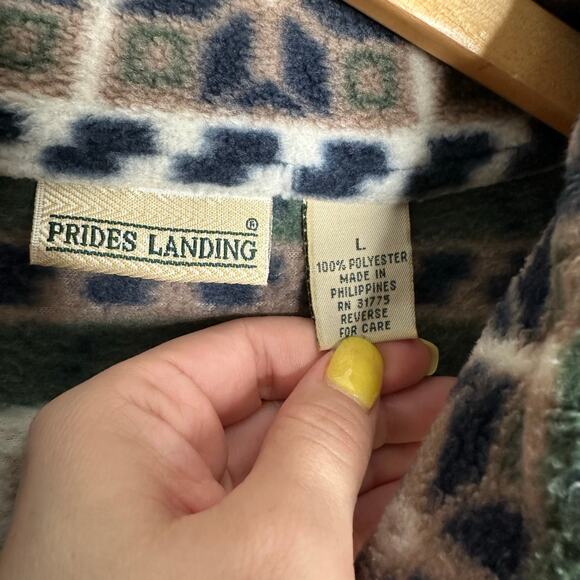 PRIDES LANDING ®
L
100% POLYESTER
MADE IN
PHILIPPINES
RN 31775
REVERSE
FOR CARE